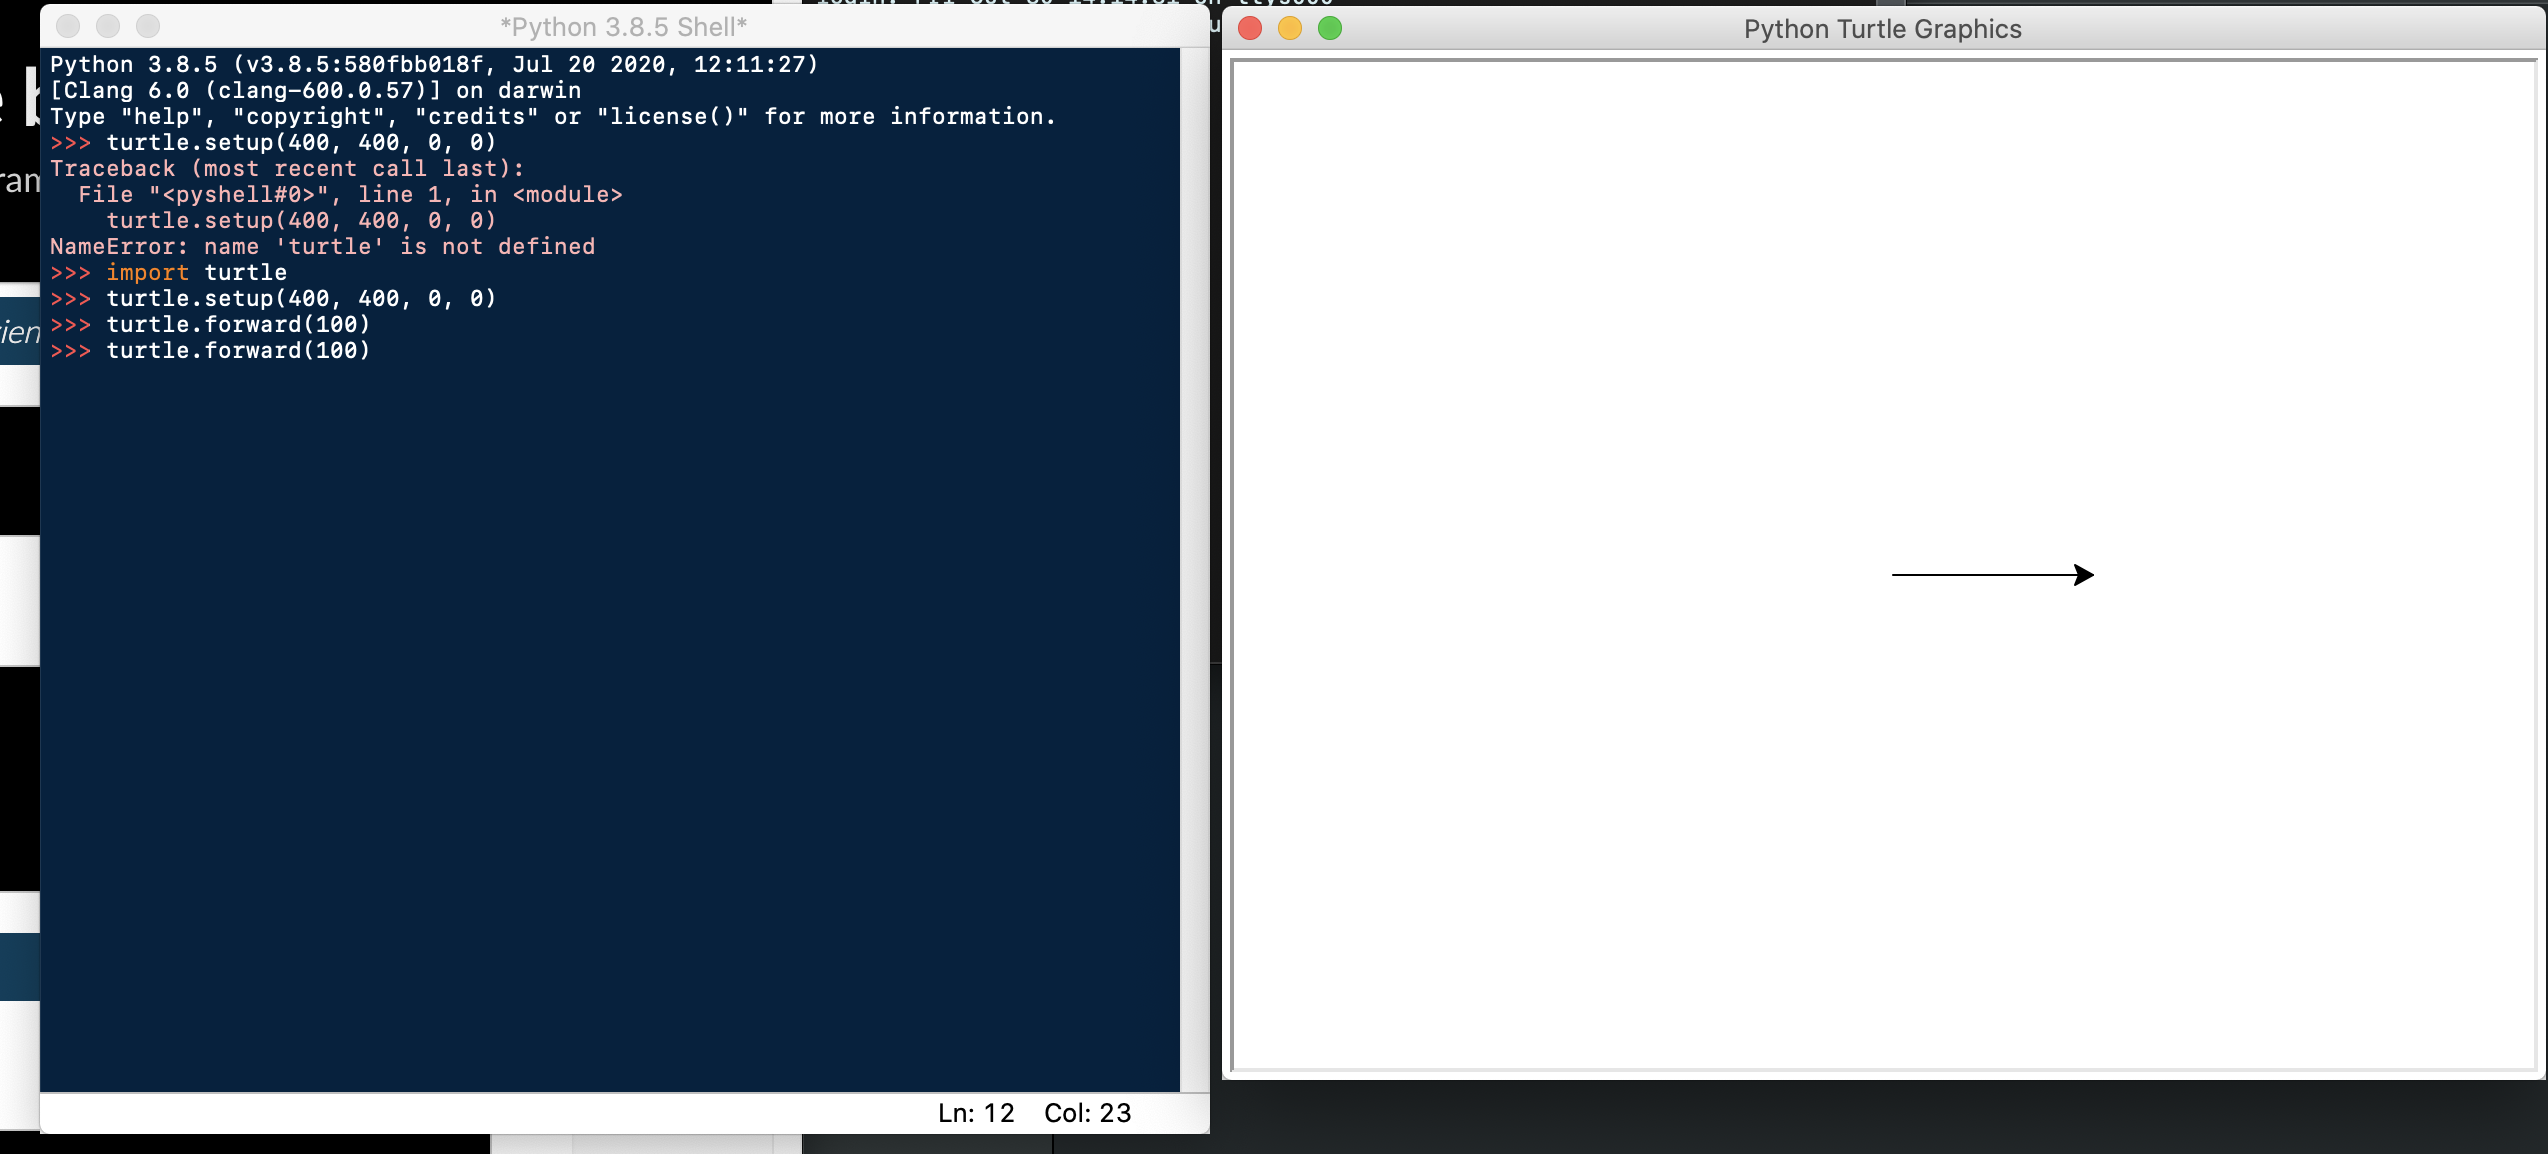 *Python 3.8.5 Shell*
Python 3.8.5 (v3.8.5:580fbb018f, Jul 20 2020, 12:11:27)
[Clang 6.0 (clang-600.0.57)] on darwin
Type "help", "copyright", "credits" or "license()" for more information.
>>> turtle.setup(400, 400, 0, 0)
Traceback (most recent call last):
  File "<pyshell#0>", line 1, in <module>
    turtle.setup(400, 400, 0, 0)
NameError: name 'turtle' is not defined
>>> import turtle
>>> turtle.setup(400, 400, 0, 0)
>>> turtle.forward(100)
>>> turtle.forward(100)
Ln: 12 Col: 23
Python Turtle Graphics